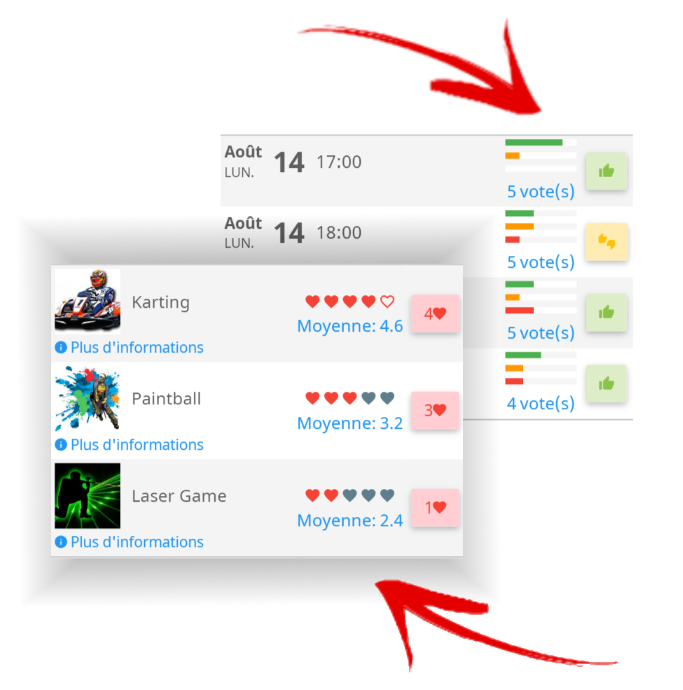 Août
LUN.
14 17:00
5 vote(s)
Août
LUN.
14 18:00
5 vote(s)
5 vote(s)
4 vote(s)
Karting
Moyenne: 4.6
4
Plus d'informations
Paintball
Moyenne: 3.2
3
Plus d'informations
Laser Game
Moyenne: 2.4
1
Plus d'informations